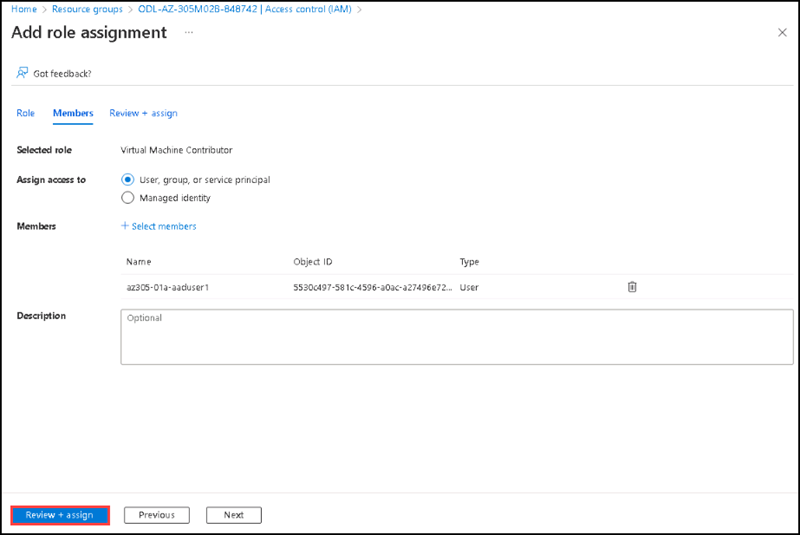 Home > Resource groups > ODL-AZ-305M02B-848742 | Access control (IAM) >
Add role assignment ...
Got feedback?
Role Members Review + assign
Selected role Virtual Machine Contributor
Assign access to User, group, or service principal
Managed identity
Members + Select members
Name Object ID Type
az305-01a-aaduser1 5530c497-581c-4596-a0ac-a27496e72... User
Description Optional
Review + assign Previous Next